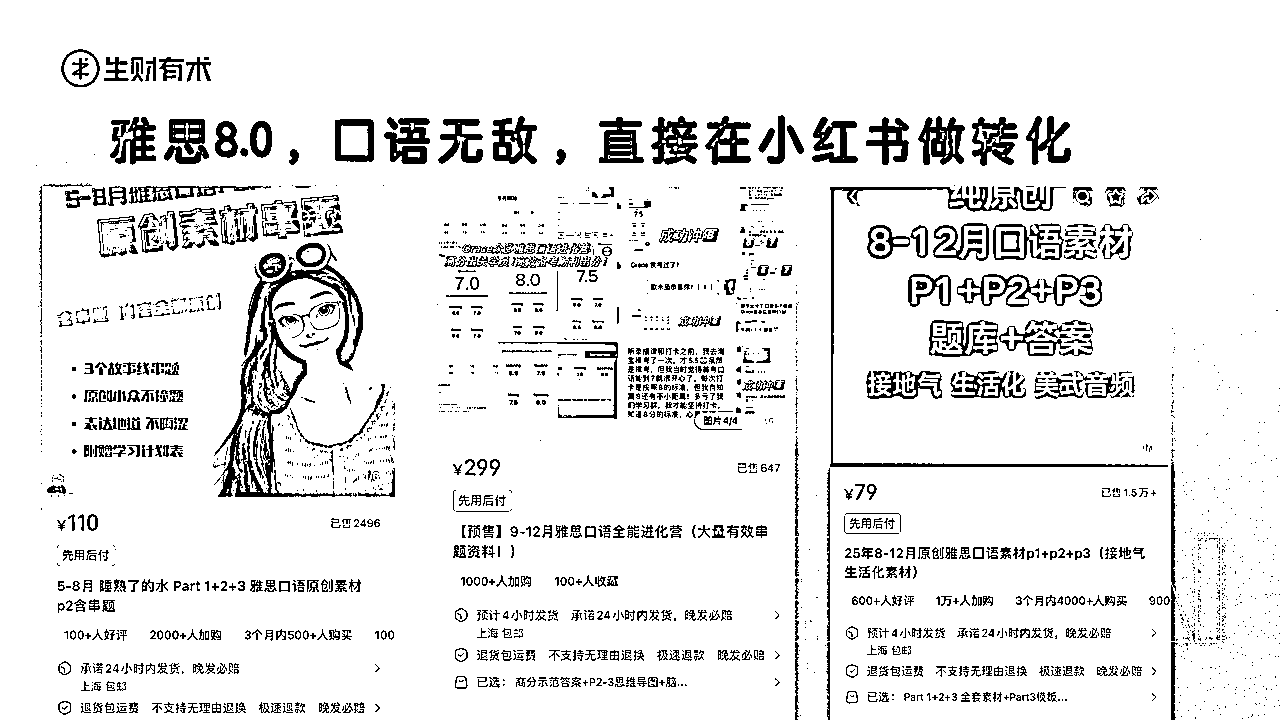 生财有术
雅思8.0，口语无敌，直接在小红书做转化
5-8月雅思口语
原创素材串题
含串题 内容全部原创
• 3个故事线串题
• 原创小众不撞题
• 表达地道 不晦涩
• 附赠学习计划表
¥110
已售 2496
先用后付
5-8月 睡熟了的水 Part 1+2+3 雅思口语原创素材
p2含串题
100+人好评 2000+人加购 3个月内500+人购买 100
承诺24小时内发货，晚发必赔
上海 包邮
退货包运费 不支持无理由退换 极速退款 晚发必赔
7.5
成功冲鸭
7.0
8.0
7.5
成功冲鸭
图片 4/4
¥299
已售 647
先用后付
【预售】9-12月雅思口语全能进化营（大量有效串
题资料！）
1000+人加购 100+人收藏
预计4小时发货 承诺24小时内发货，晚发必赔
上海 包邮
退货包运费 不支持无理由退换 极速退款 晚发必赔
已选： 高分示范答案+P2-3思维导图+脑...
纯原创
8-12月口语素材
P1+P2+P3
题库+答案
接地气 生活化 美式音频
¥79
已售 1.5万+
先用后付
25年8-12月原创雅思口语素材p1+p2+p3（接地气
生活化素材）
600+人好评 1万+人加购 3个月内4000+人购买 900
预计4小时发货 承诺24小时内发货，晚发必赔
上海 包邮
退货包运费 不支持无理由退换 极速退款 晚发必赔
已选： Part 1+2+3 全套素材+Part3模板...